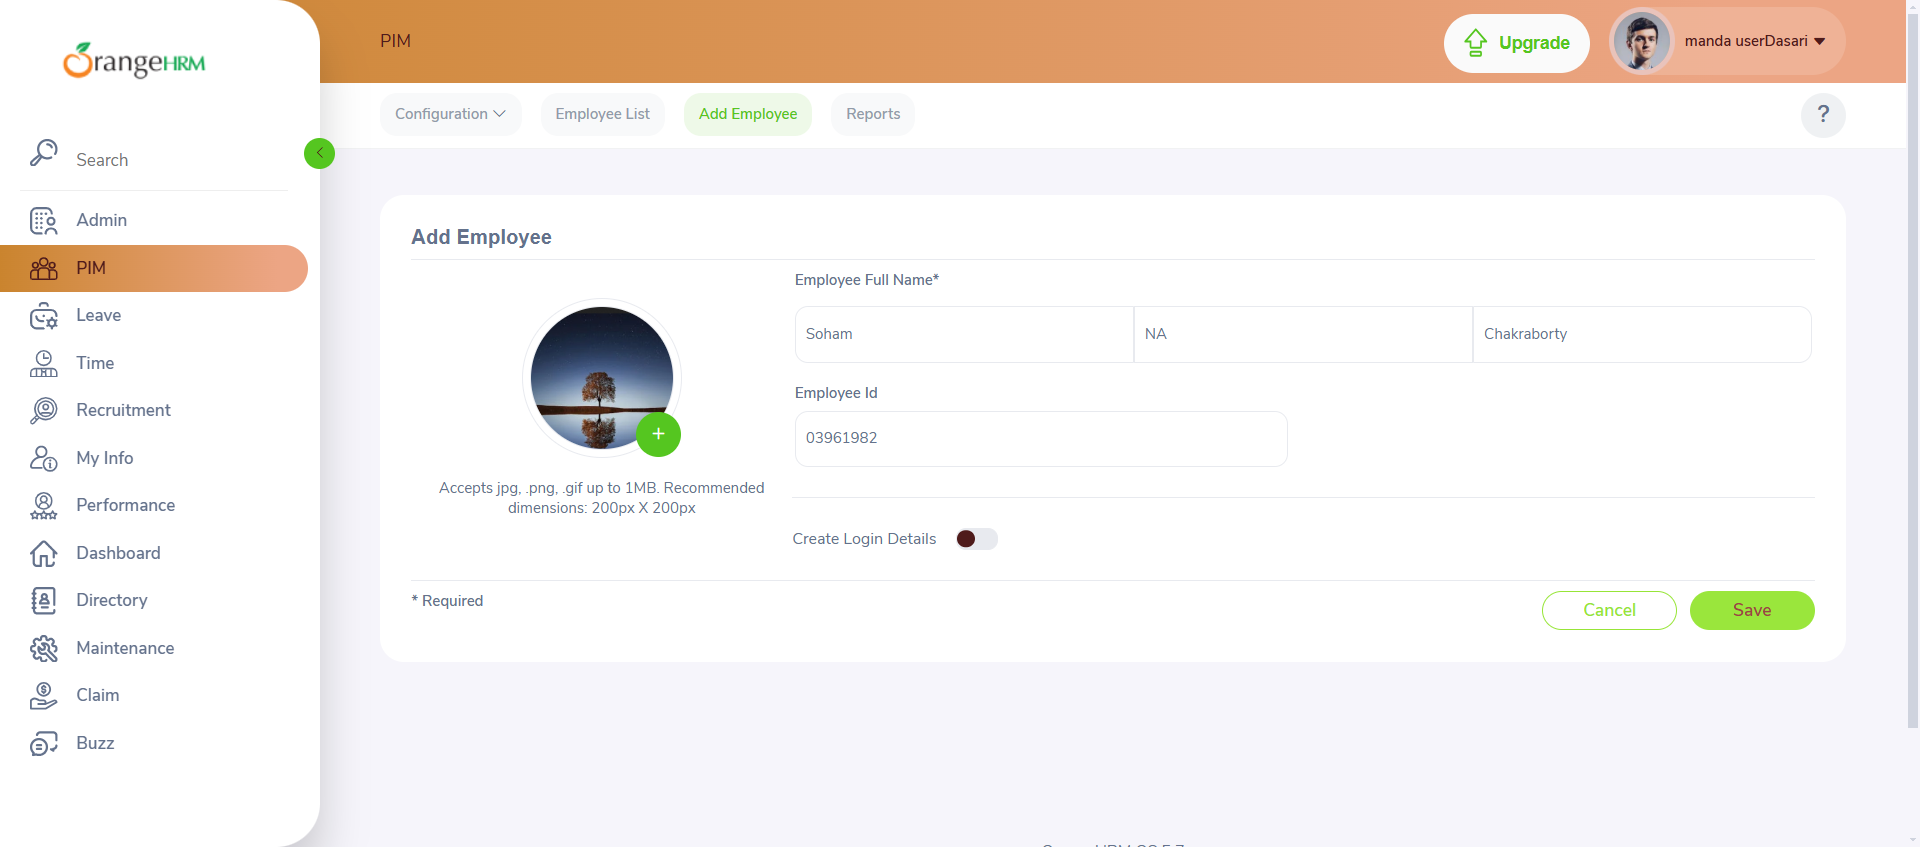 OrangeHRM
Search
Admin
PIM
Leave
Time
Recruitment
My Info
Performance
Dashboard
Directory
Maintenance
Claim
Buzz
PIM
Upgrade
manda userDasari
Configuration
Employee List
Add Employee
Reports
?
Add Employee
Accepts jpg, .png, .gif up to 1MB. Recommended
dimensions: 200px X 200px
Employee Full Name*
Soham
NA
Chakraborty
Employee Id
03961982
Create Login Details
* Required
Cancel
Save